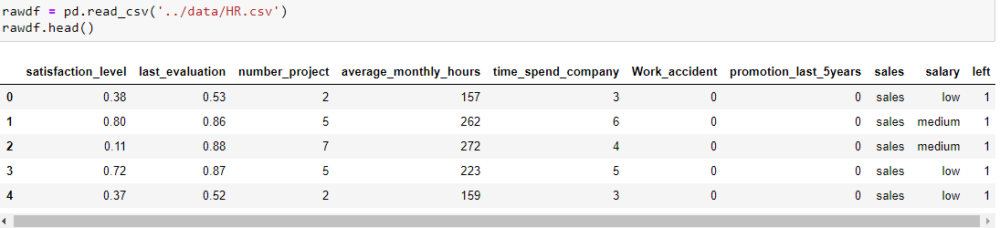 rawdf = pd.read_csv('../data/HR.csv')
rawdf.head()
satisfaction_level last_evaluation number_project average_monthly_hours time_spend_company Work_accident promotion_last_5years sales salary left
0 0.38 0.53 2 157 3 0 0 sales low 1
1 0.80 0.86 5 262 6 0 0 sales medium 1
2 0.11 0.88 7 272 4 0 0 sales medium 1
3 0.72 0.87 5 223 5 0 0 sales low 1
4 0.37 0.52 2 159 3 0 0 sales low 1